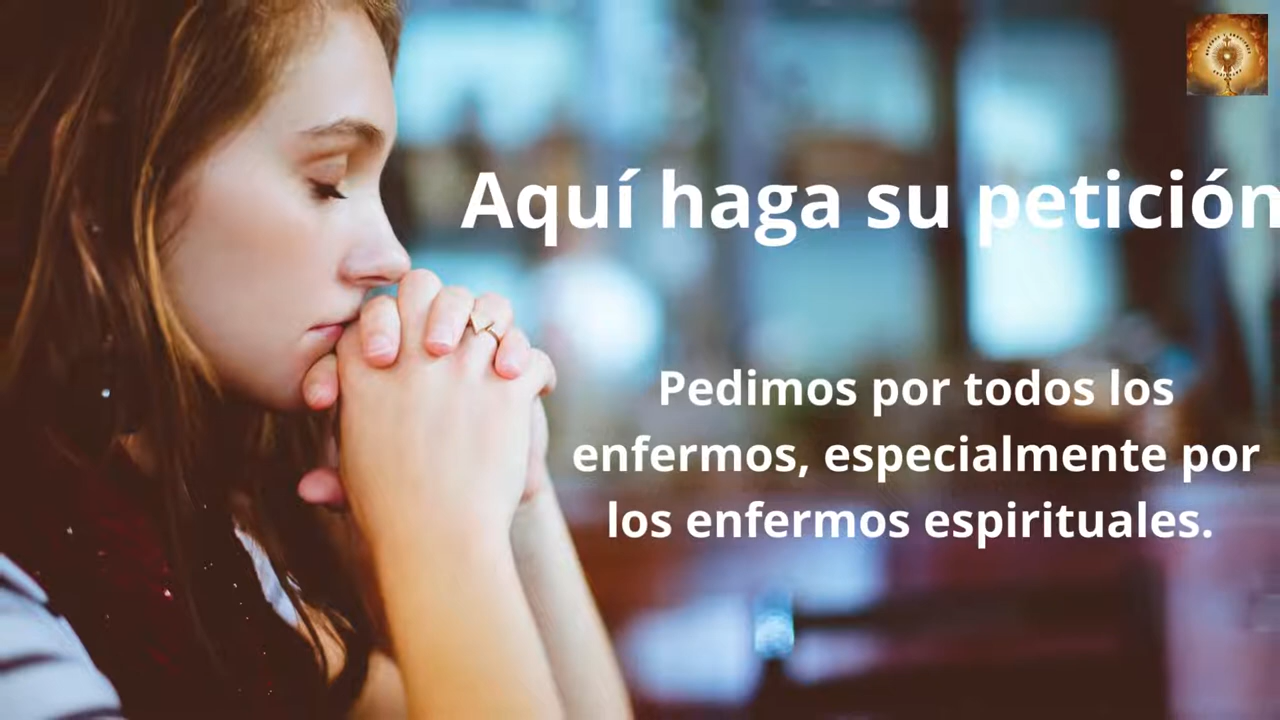 Aquí haga su petición
Pedimos por todos los
enfermos, especialmente por
los enfermos espirituales.